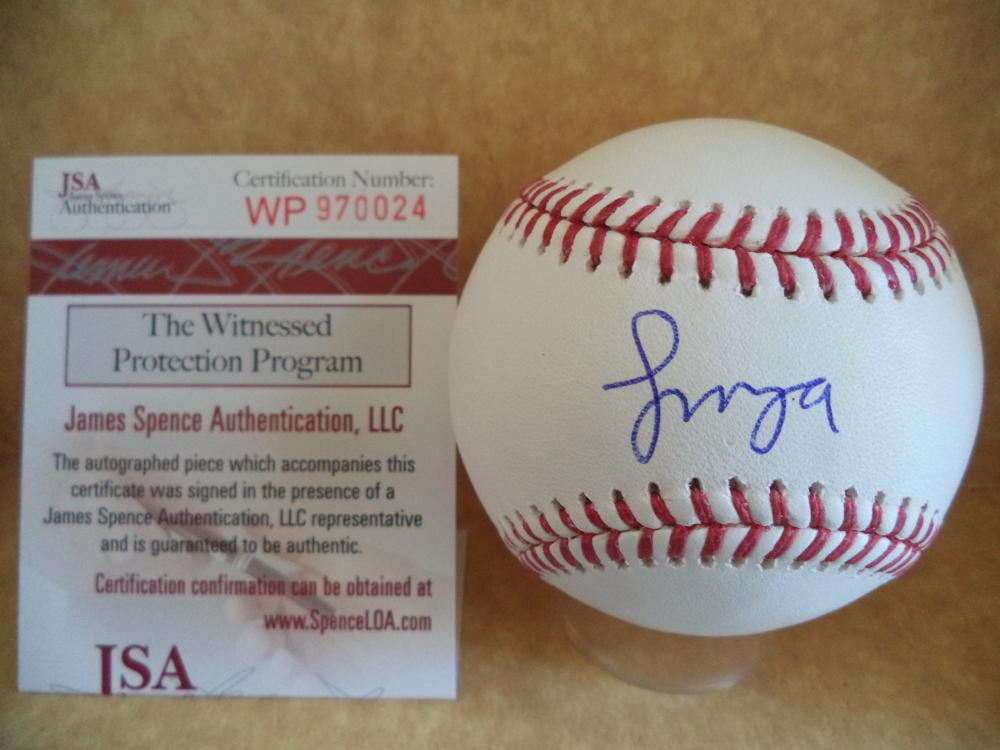 JSA
James Spence
Authentication
Certification Number:
WP 970024
The Witnessed
Protection Program
James Spence Authentication, LLC
The autographed piece which accompanies this
certificate was signed in the presence of a
James Spence Authentication, LLC representative
and is guaranteed to be authentic.
Certification confirmation can be obtained at
www.SpenceLOA.com
JSA